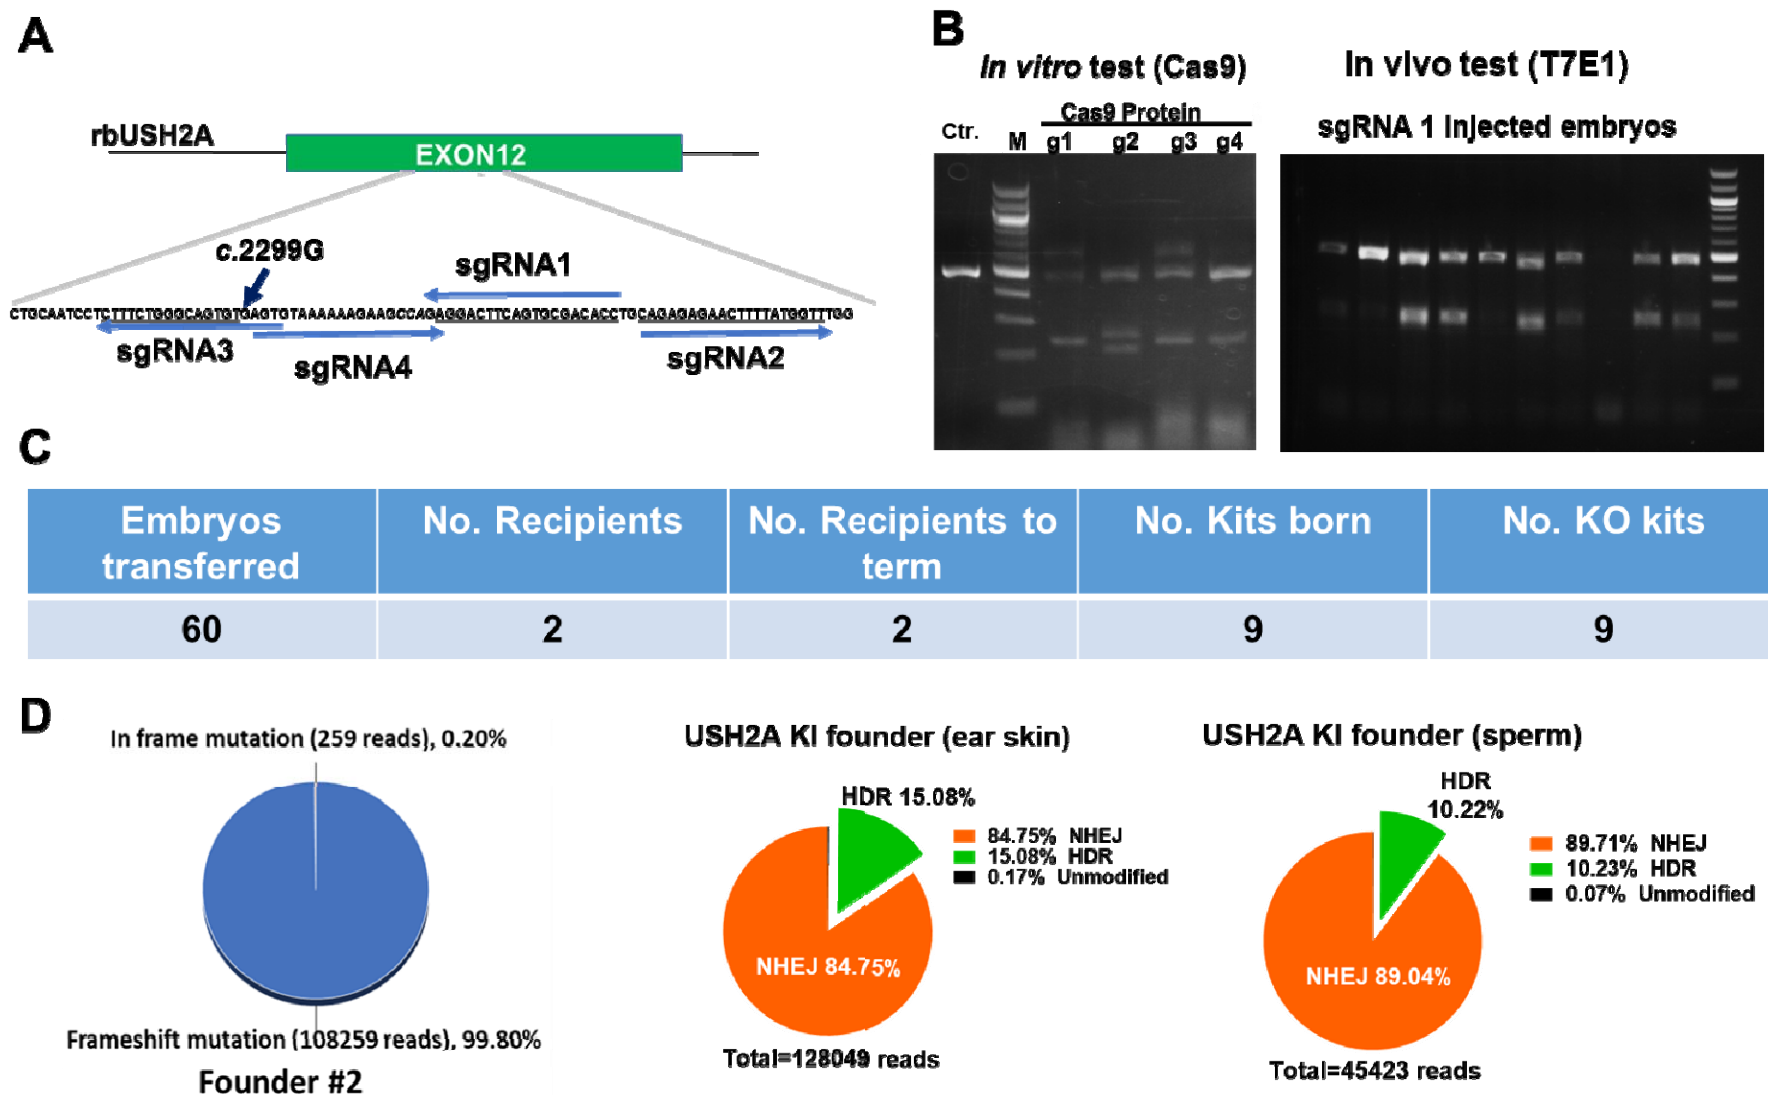 A
rbUSH2A
EXON12
c.2299G
sgRNA1
CTGCAATCCTCTTTCTGGGCAGTGTGAGTGTAAAAAAGAAGCCAGAGGACTTCAGTGCGACACCTGCAGAGAGAACTTTTATGGTTTGG
sgRNA3
sgRNA4
sgRNA2
B
In vitro test (Cas9)
Cas9 Protein
Ctr.
M
g1
g2
g3
g4
In vivo test (T7E1)
sgRNA 1 Injected embryos
C
Embryos transferred
No. Recipients
No. Recipients to term
No. Kits born
No. KO kits
60
2
2
9
9
D
In frame mutation (259 reads), 0.20%
Frameshift mutation (108259 reads), 99.80%
Founder #2
USH2A KI founder (ear skin)
HDR 15.08%
84.75% NHEJ
15.08% HDR
0.17% Unmodified
NHEJ 84.75%
Total=128049 reads
USH2A KI founder (sperm)
HDR
10.22%
89.71% NHEJ
10.23% HDR
0.07% Unmodified
NHEJ 89.04%
Total=45423 reads